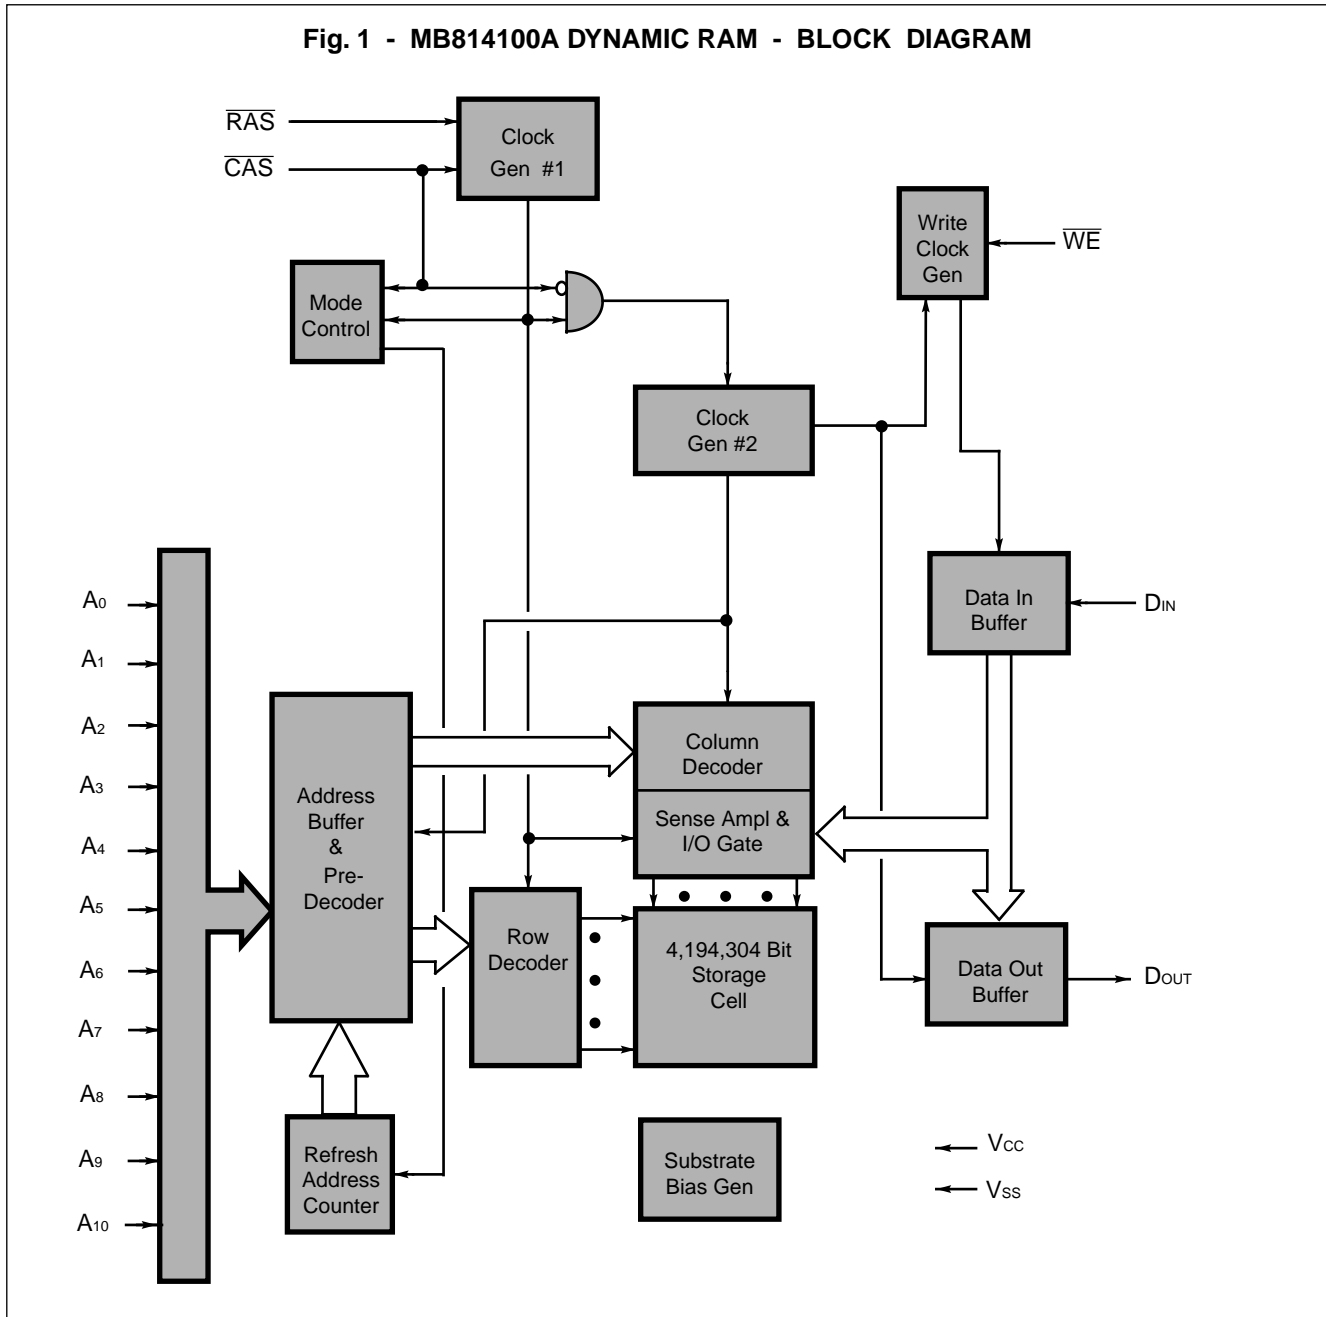 Fig. 1 - MB814100A DYNAMIC RAM - BLOCK DIAGRAM
RAS
CAS
Clock
Gen #1
Write
Clock
Gen
WE
Mode
Control
Clock
Gen #2
A0
A1
A2
A3
A4
A5
A6
A7
A8
A9
A10
Address
Buffer
&
Pre-
Decoder
Column
Decoder
Sense Ampl &
I/O Gate
Data In
Buffer
DIN
Row
Decoder
4,194,304 Bit
Storage
Cell
Data Out
Buffer
DOUT
Refresh
Address
Counter
Substrate
Bias Gen
VCC
VSS